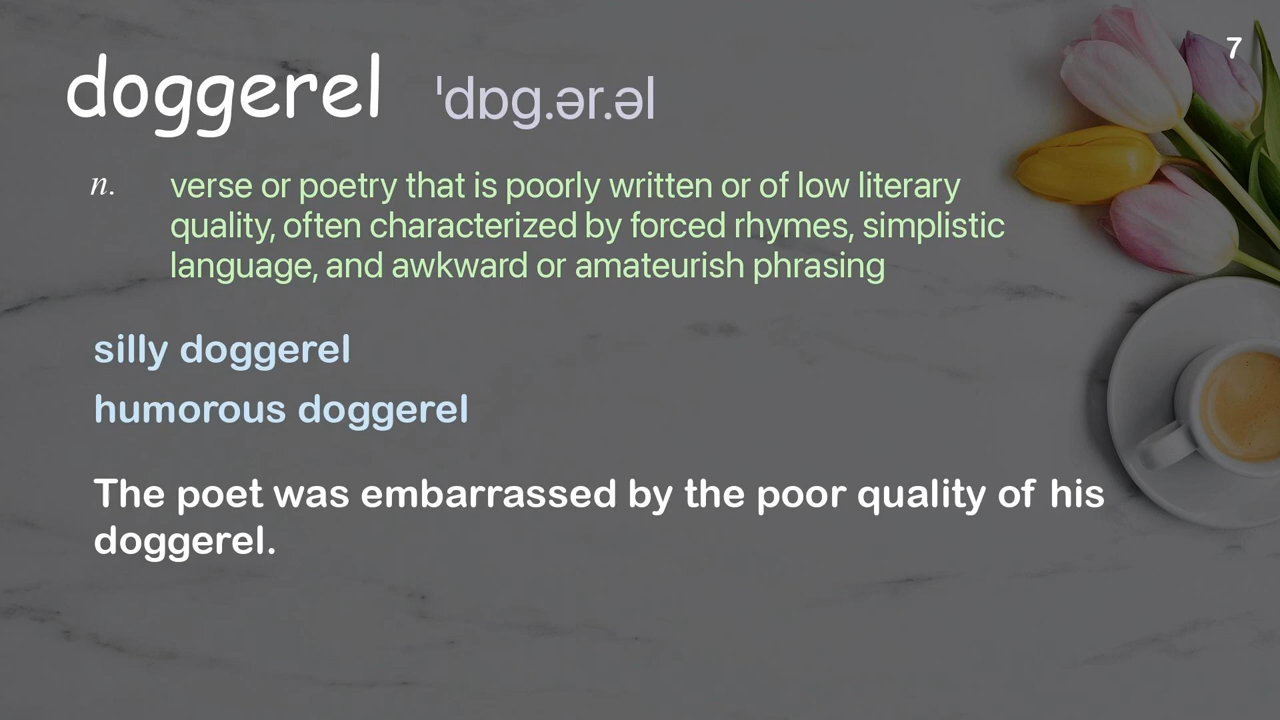 7
doggerel ˈdɒg.ər.əl
n. verse or poetry that is poorly written or of low literary
quality, often characterized by forced rhymes, simplistic
language, and awkward or amateurish phrasing
silly doggerel
humorous doggerel
The poet was embarrassed by the poor quality of his
doggerel.